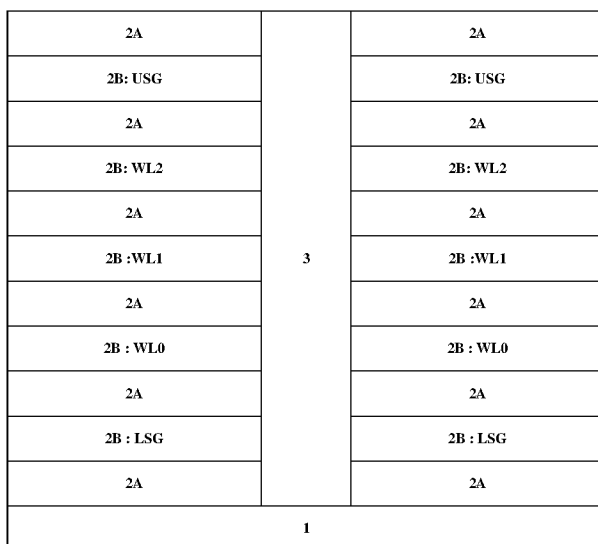 2A 2A
2B: USG 2B: USG
2A 2A
2B: WL2 2B: WL2
2A 2A
2B :WL1 3 2B :WL1
2A 2A
2B : WL0 2B : WL0
2A 2A
2B : LSG 2B : LSG
2A 2A
1